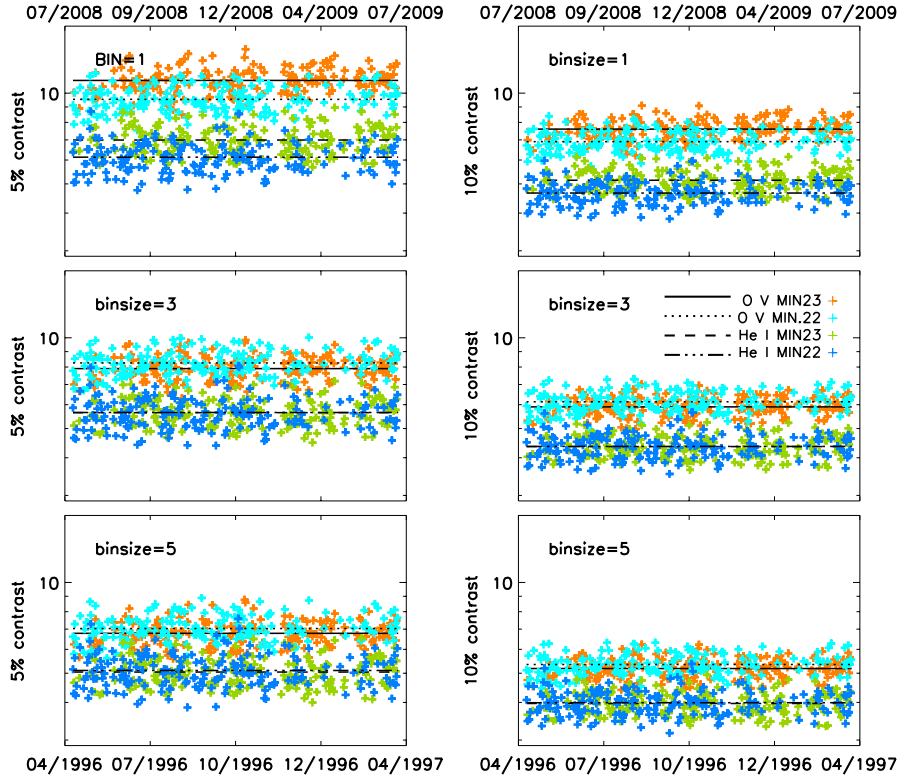 07/2008 09/2008 12/2008 04/2009 07/2009
07/2008 09/2008 12/2008 04/2009 07/2009
BIN=1
10
5% contrast
binsize=1
10
10% contrast
binsize=3
10
5% contrast
binsize=3
10
10% contrast
O V MIN23
O V MIN.22
He I MIN23
He I MIN22
binsize=5
10
5% contrast
binsize=5
10
10% contrast
04/1996 07/1996 10/1996 12/1996 04/1997
04/1996 07/1996 10/1996 12/1996 04/1997